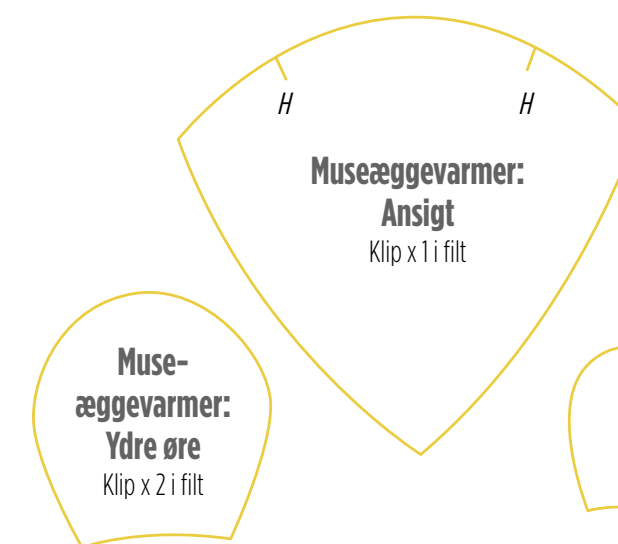 H
H
Museæggevarmer:
Ansigt
Klip x 1 i filt
Muse-
æggevarmer:
Ydre øre
Klip x 2 i filt